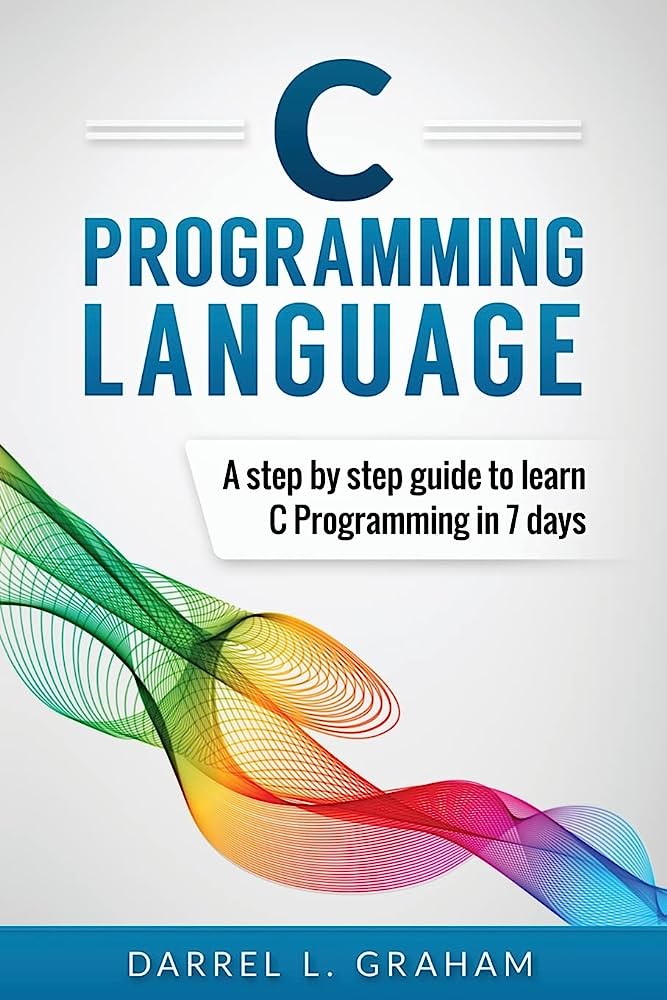 C
PROGRAMMING
LANGUAGE
A step by step guide to learn
C Programming in 7 days
DARREL L. GRAHAM